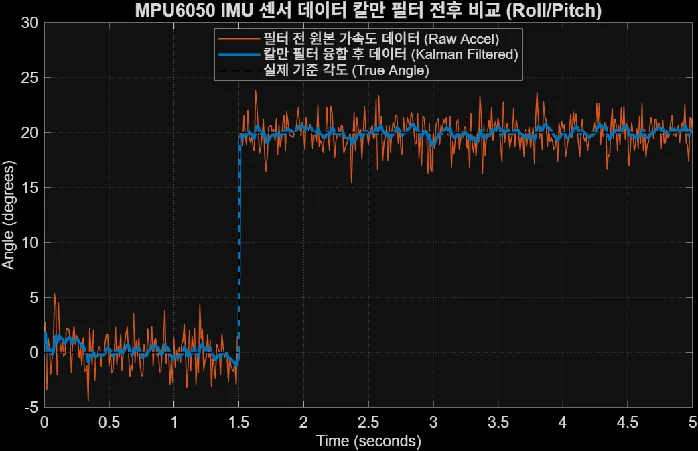 MPU6050 IMU 센서 데이터 칼만 필터 전후 비교 (Roll/Pitch)
필터 전 원본 가속도 데이터 (Raw Accel)
칼만 필터 융합 후 데이터 (Kalman Filtered)
실제 기준 각도 (True Angle)
Angle (degrees)
30
25
20
15
10
5
0
-5
0 0.5 1 1.5 2 2.5 3 3.5 4 4.5 5
Time (seconds)